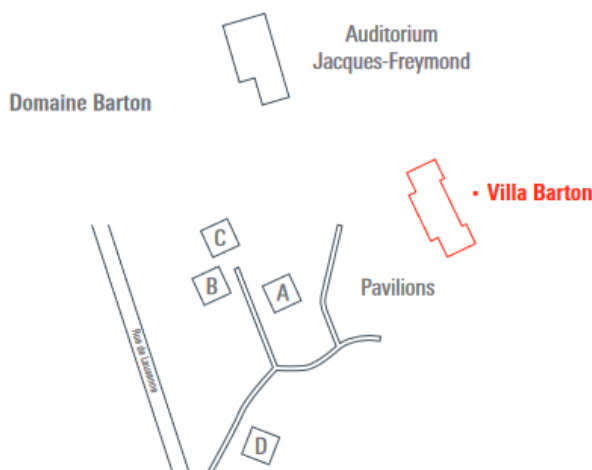 Auditorium
Jacques-Freymond
Domaine Barton
• Villa Barton
C
B
A
Pavilions
Rue de Lausanne
D